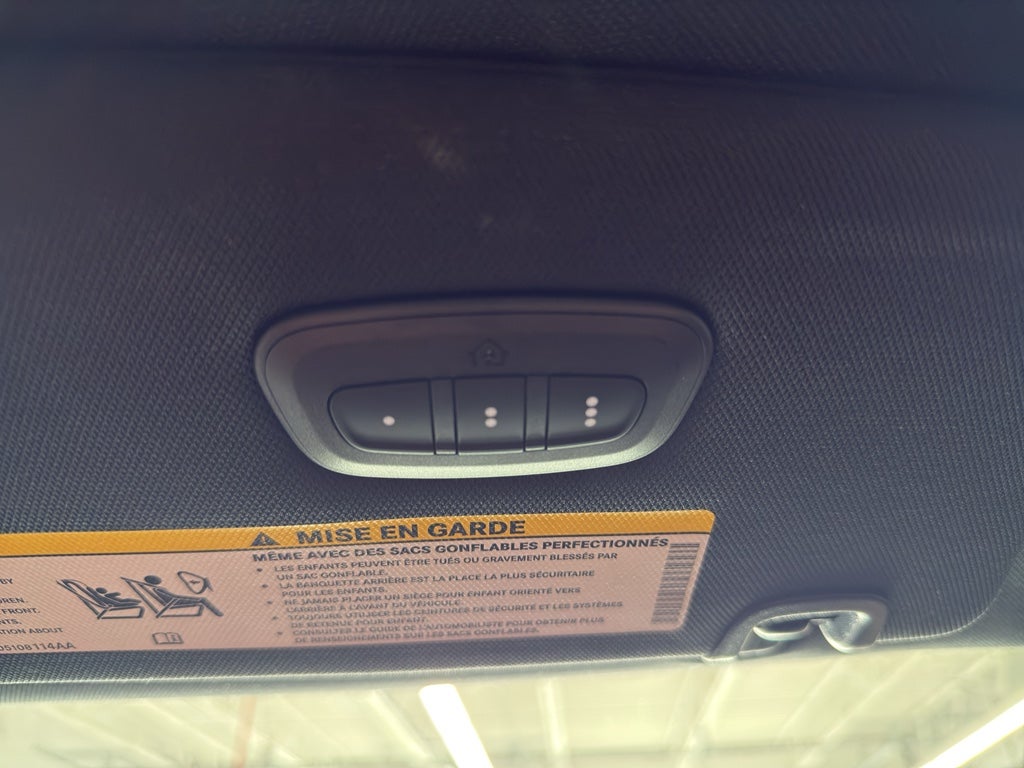 MISE EN GARDE
MÊME AVEC DES SACS GONFLABLES PERFECTIONNÉS
• LES ENFANTS PEUVENT ÊTRE TUÉS OU GRAVEMENT BLESSÉS PAR
UN SAC GONFLABLE.
• LA BANQUETTE ARRIÈRE EST LA PLACE LA PLUS SÉCURITAIRE
POUR LES ENFANTS.
• NE JAMAIS PLACER UN SIÈGE POUR ENFANT ORIENTÉ VERS
L'ARRIÈRE À L'AVANT DU VÉHICULE.
• TOUJOURS UTILISER LES CEINTURES DE SÉCURITÉ ET LES SYSTÈMES
DE RETENUE POUR ENFANT.
• CONSULTER LE GUIDE DE L'AUTOMOBILISTE POUR OBTENIR PLUS
DE RENSEIGNEMENTS SUR LES SACS GONFLABLES.
BY
REN.
FRONT.
NTS.
TION ABOUT
05108114AA